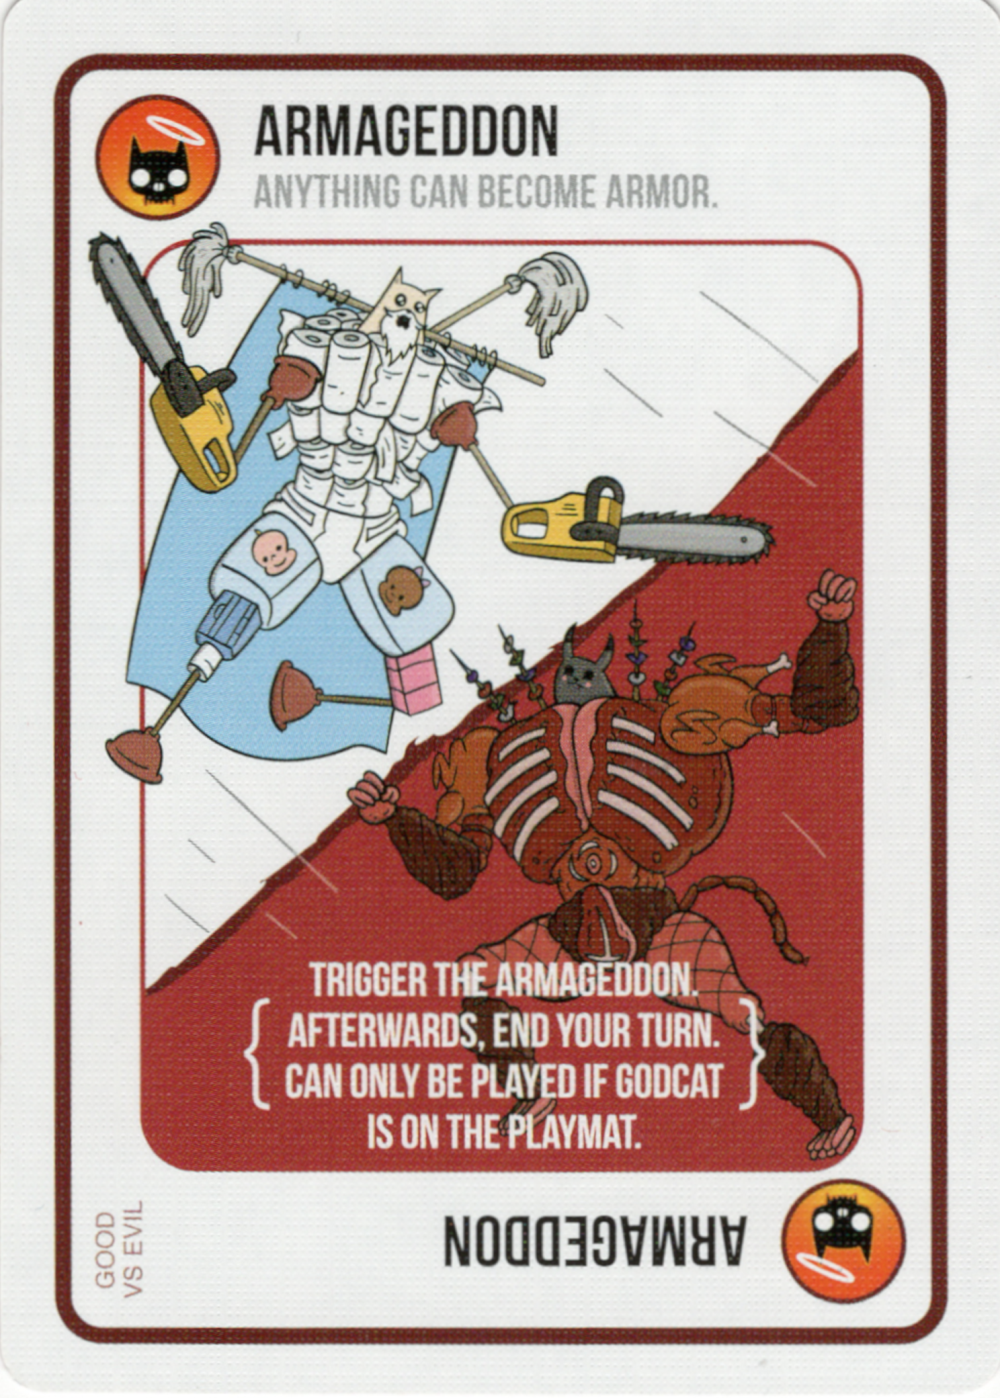 ARMAGEDDON
ANYTHING CAN BECOME ARMOR.
TRIGGER THE ARMAGEDDON.
AFTERWARDS, END YOUR TURN.
CAN ONLY BE PLAYED IF GODCAT
IS ON THE PLAYMAT.
GOOD
VS EVIL
ARMAGEDDON